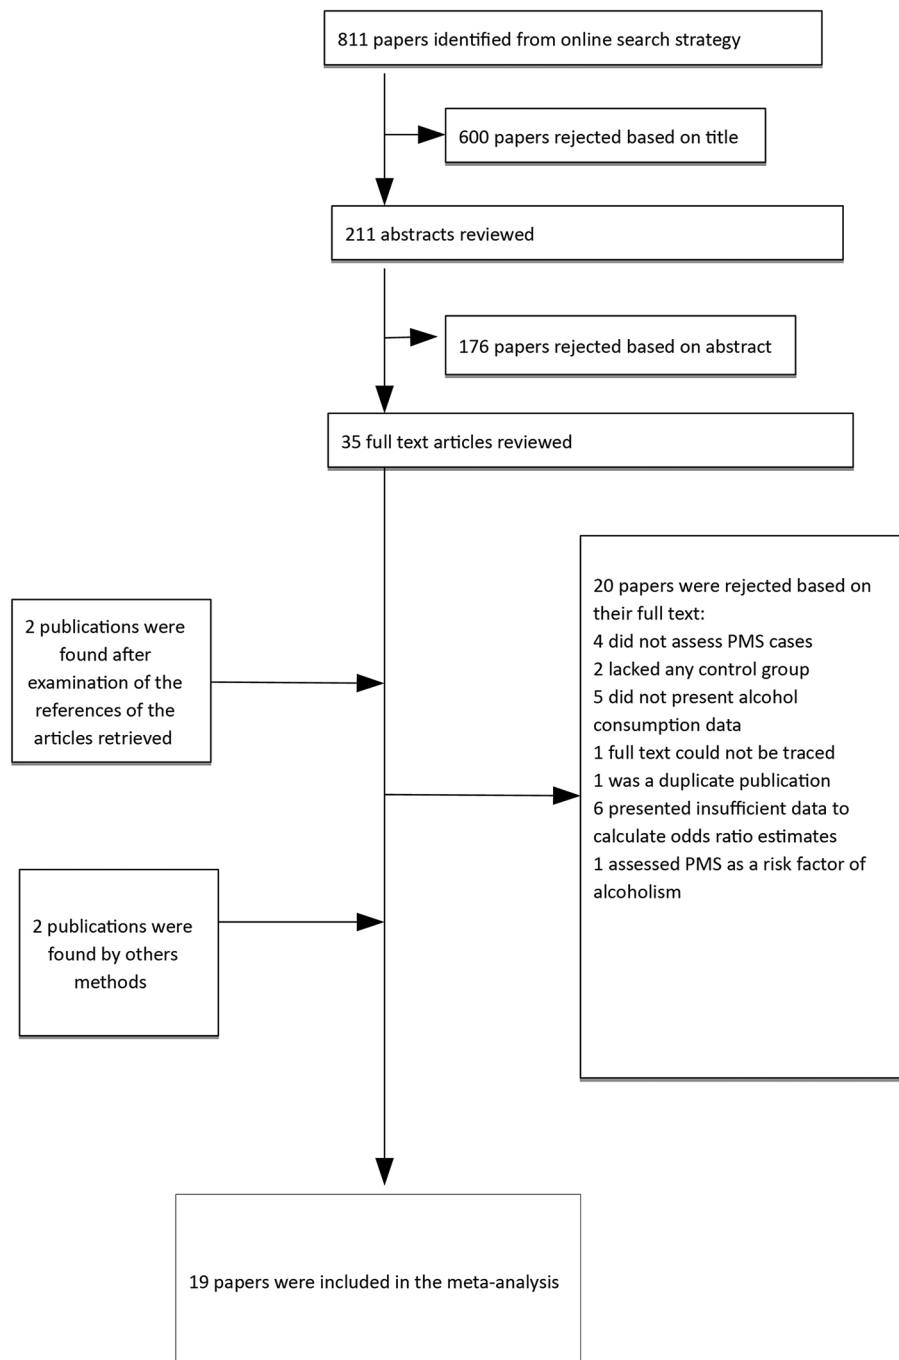 811 papers identified from online search strategy
600 papers rejected based on title
211 abstracts reviewed
176 papers rejected based on abstract
35 full text articles reviewed
2 publications were
found after
examination of the
references of the
articles retrieved
20 papers were rejected based on
their full text:
4 did not assess PMS cases
2 lacked any control group
5 did not present alcohol
consumption data
1 full text could not be traced
1 was a duplicate publication
6 presented insufficient data to
calculate odds ratio estimates
1 assessed PMS as a risk factor of
alcoholism
2 publications were
found by others
methods
19 papers were included in the meta-analysis